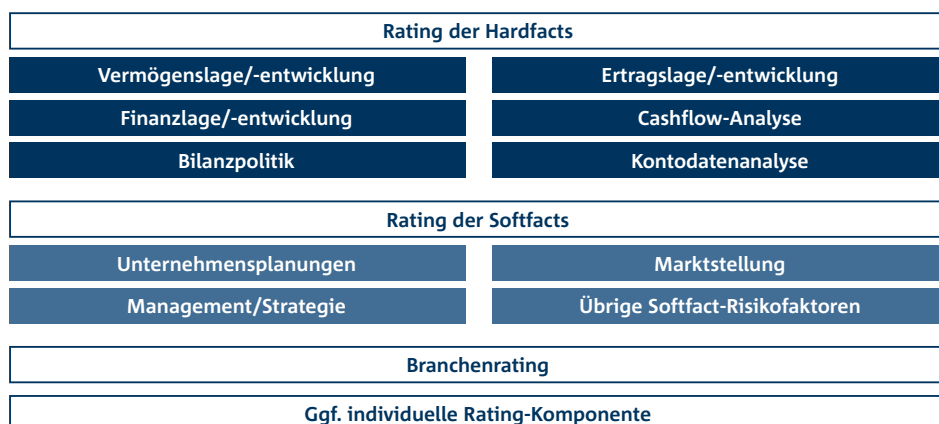 Rating der Hardfacts
Vermögenslage/-entwicklung
Ertragslage/-entwicklung
Finanzlage/-entwicklung
Cashflow-Analyse
Bilanzpolitik
Kontodatenanalyse
Rating der Softfacts
Unternehmensplanungen
Marktstellung
Management/Strategie
Übrige Softfact-Risikofaktoren
Branchenrating
Ggf. individuelle Rating-Komponente